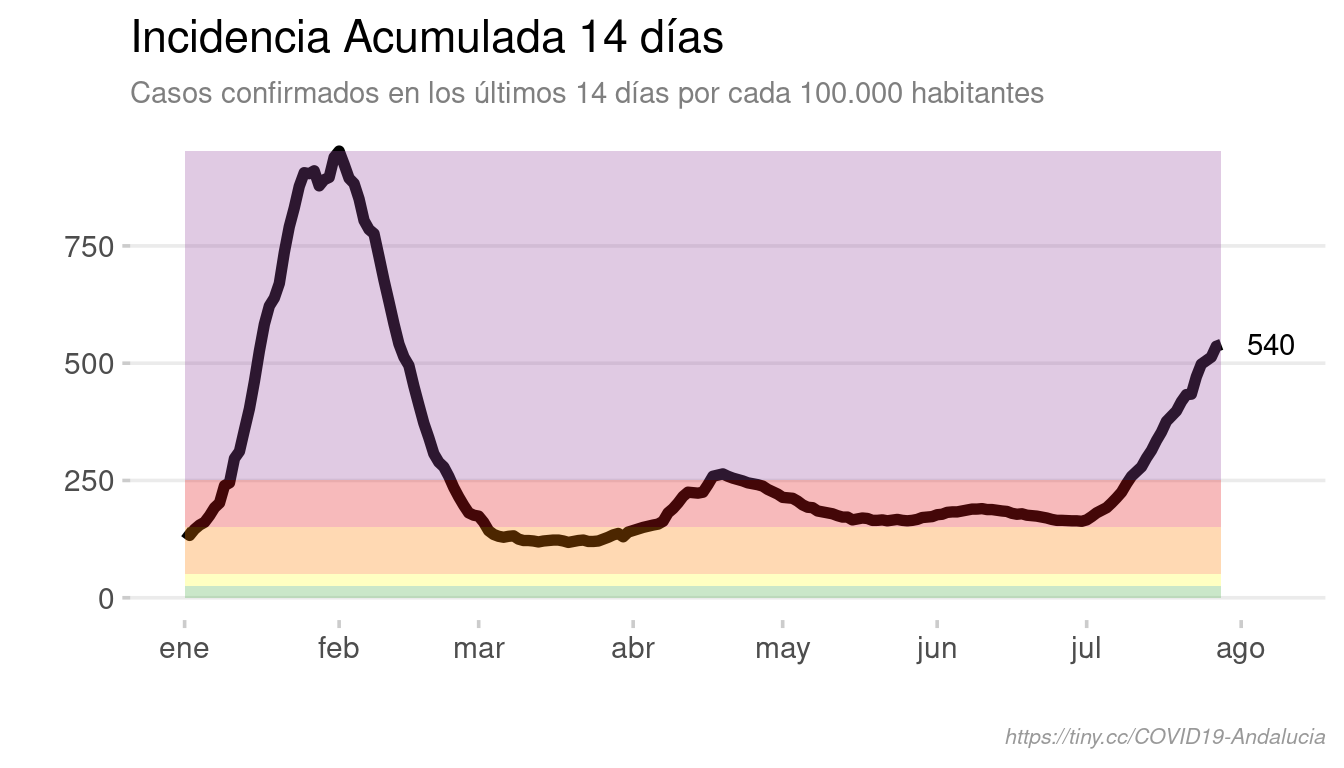 Incidencia Acumulada 14 días
Casos confirmados en los últimos 14 días por cada 100.000 habitantes
750
500
250
0
540
ene feb mar abr may jun jul ago
https://tiny.cc/COVID19-Andalucia